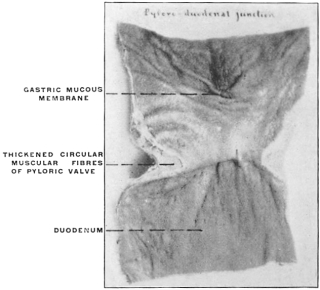 Pyloro-duodenal junction
GASTRIC MUCOUS
MEMBRANE
THICKENED CIRCULAR
MUSCULAR FIBRES
OF PYLORIC VALVE
DUODENUM